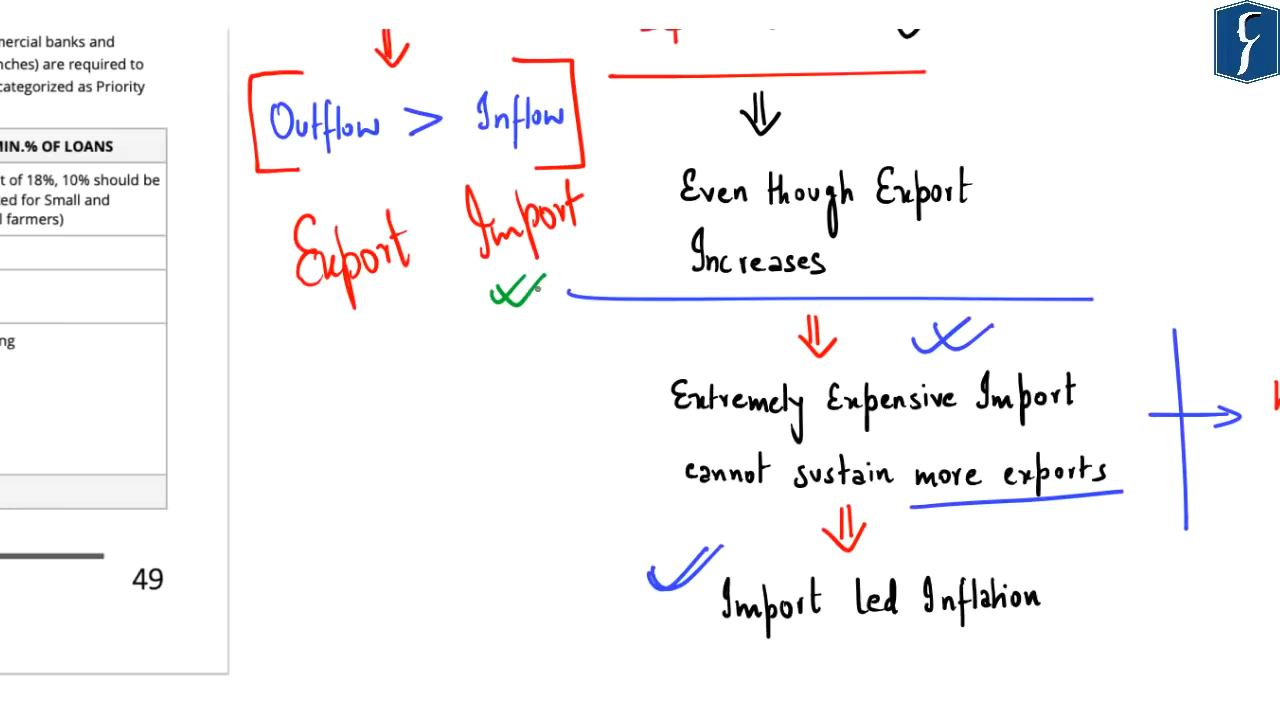 mercial banks and
nches) are required to
categorized as Priority
MIN.% OF LOANS
t of 18%, 10% should be
ed for Small and
l farmers)
ng
49
Outflow > Inflow
Export Import
Even though Export
Increases
Extremely Expensive Import
cannot sustain more exports
Import led Inflation